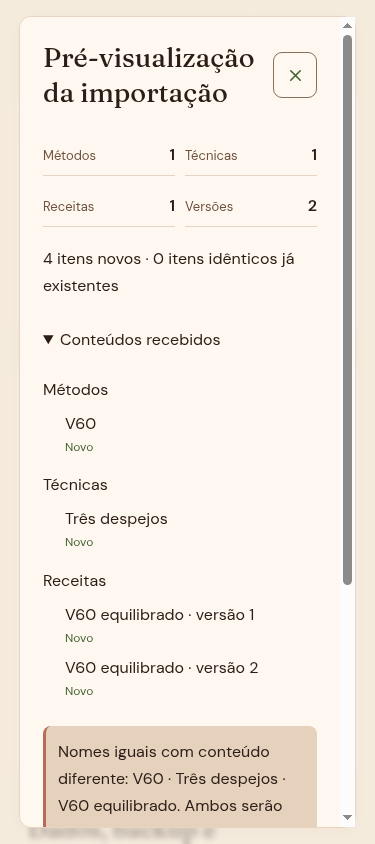 Pré-visualização
da importação
Métodos 1 Técnicas 1
Receitas 1 Versões 2
4 itens novos · 0 itens idênticos já
existentes
▼ Conteúdos recebidos
Métodos
V60
Novo
Técnicas
Três despejos
Novo
Receitas
V60 equilibrado · versão 1
Novo
V60 equilibrado · versão 2
Novo
Nomes iguais com conteúdo
diferente: V60 · Três despejos ·
V60 equilibrado. Ambos serão